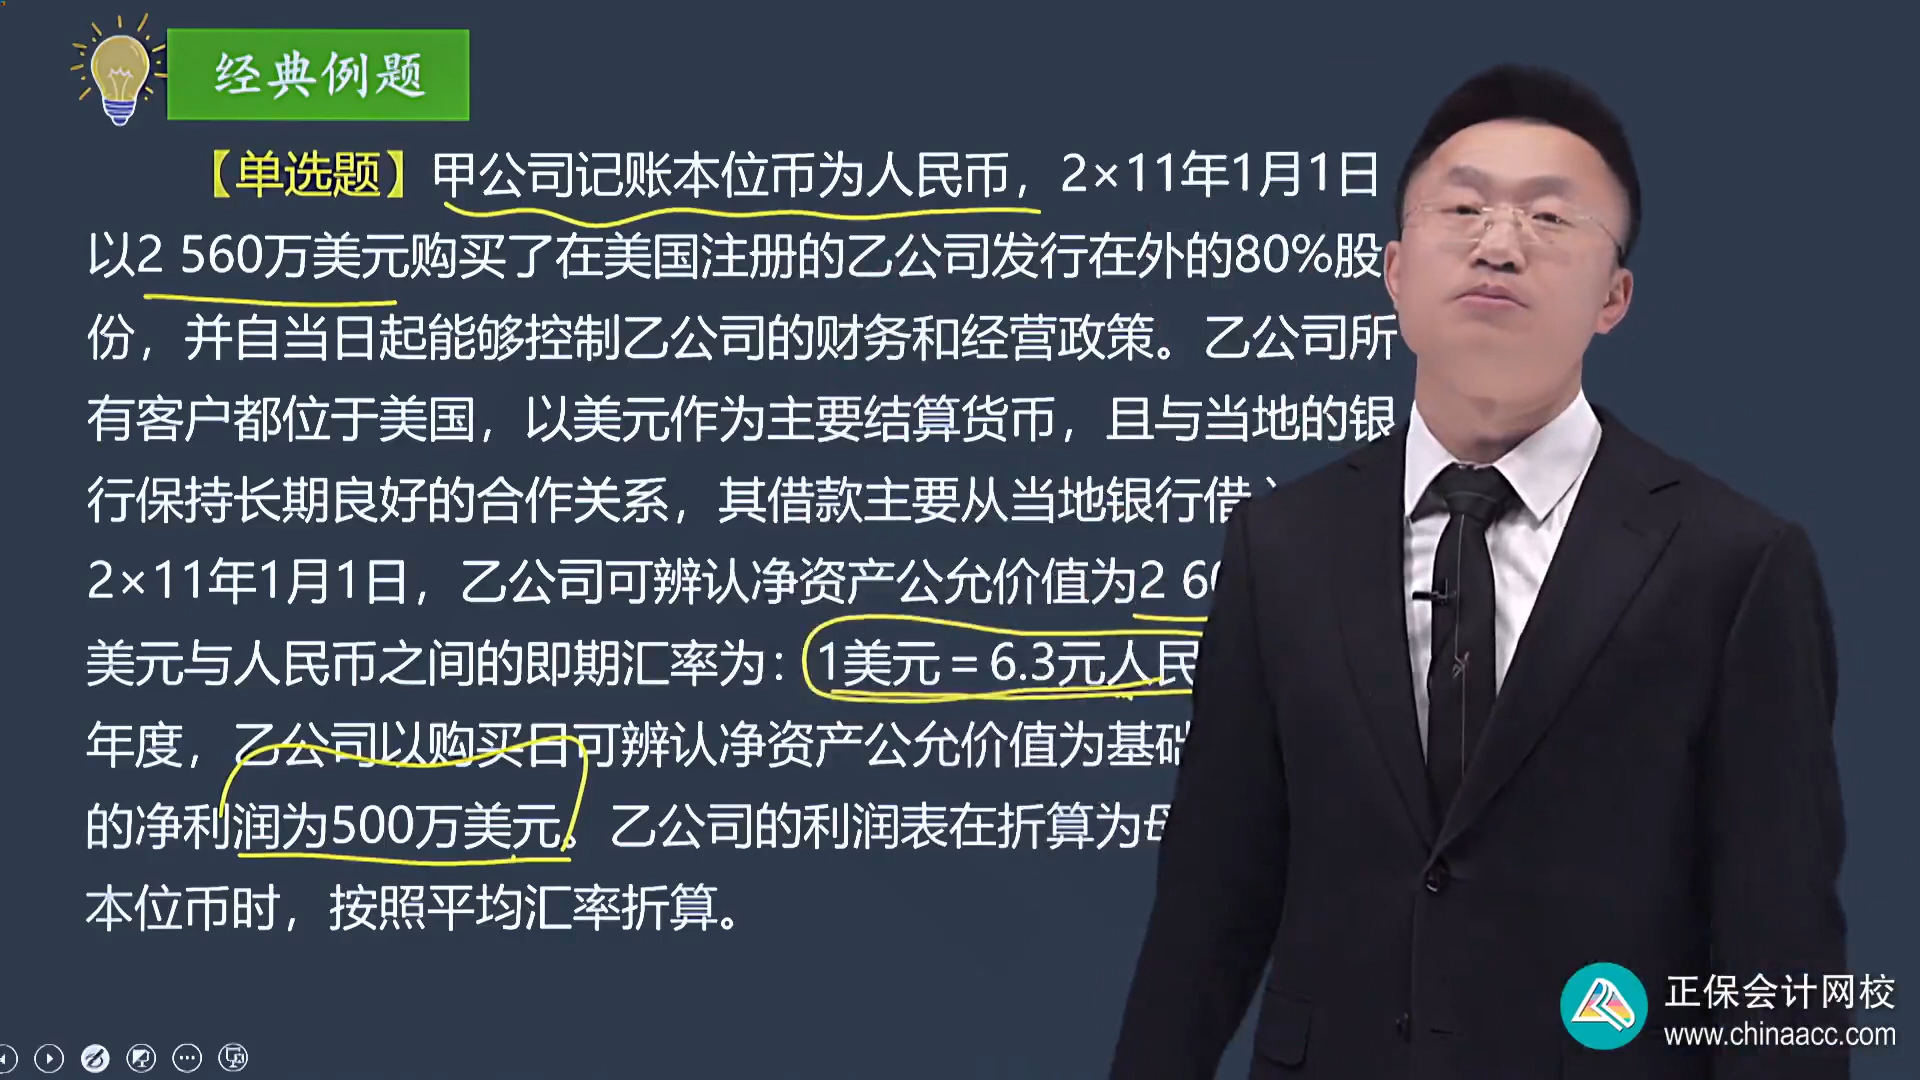 经典例题
【单选题】甲公司记账本位币为人民币，2×11年1月1日
以2 560万美元购买了在美国注册的乙公司发行在外的80%股
份，并自当日起能够控制乙公司的财务和经营政策。乙公司所
有客户都位于美国，以美元作为主要结算货币，且与当地的银
行保持长期良好的合作关系，其借款主要从当地银行借
2×11年1月1日，乙公司可辨认净资产公允价值为2 6
美元与人民币之间的即期汇率为：1美元＝6.3元人民
年度，乙公司以购买日可辨认净资产公允价值为基础
的净利润为500万美元。乙公司的利润表在折算为
本位币时，按照平均汇率折算。
正保会计网校
www.chinaacc.com